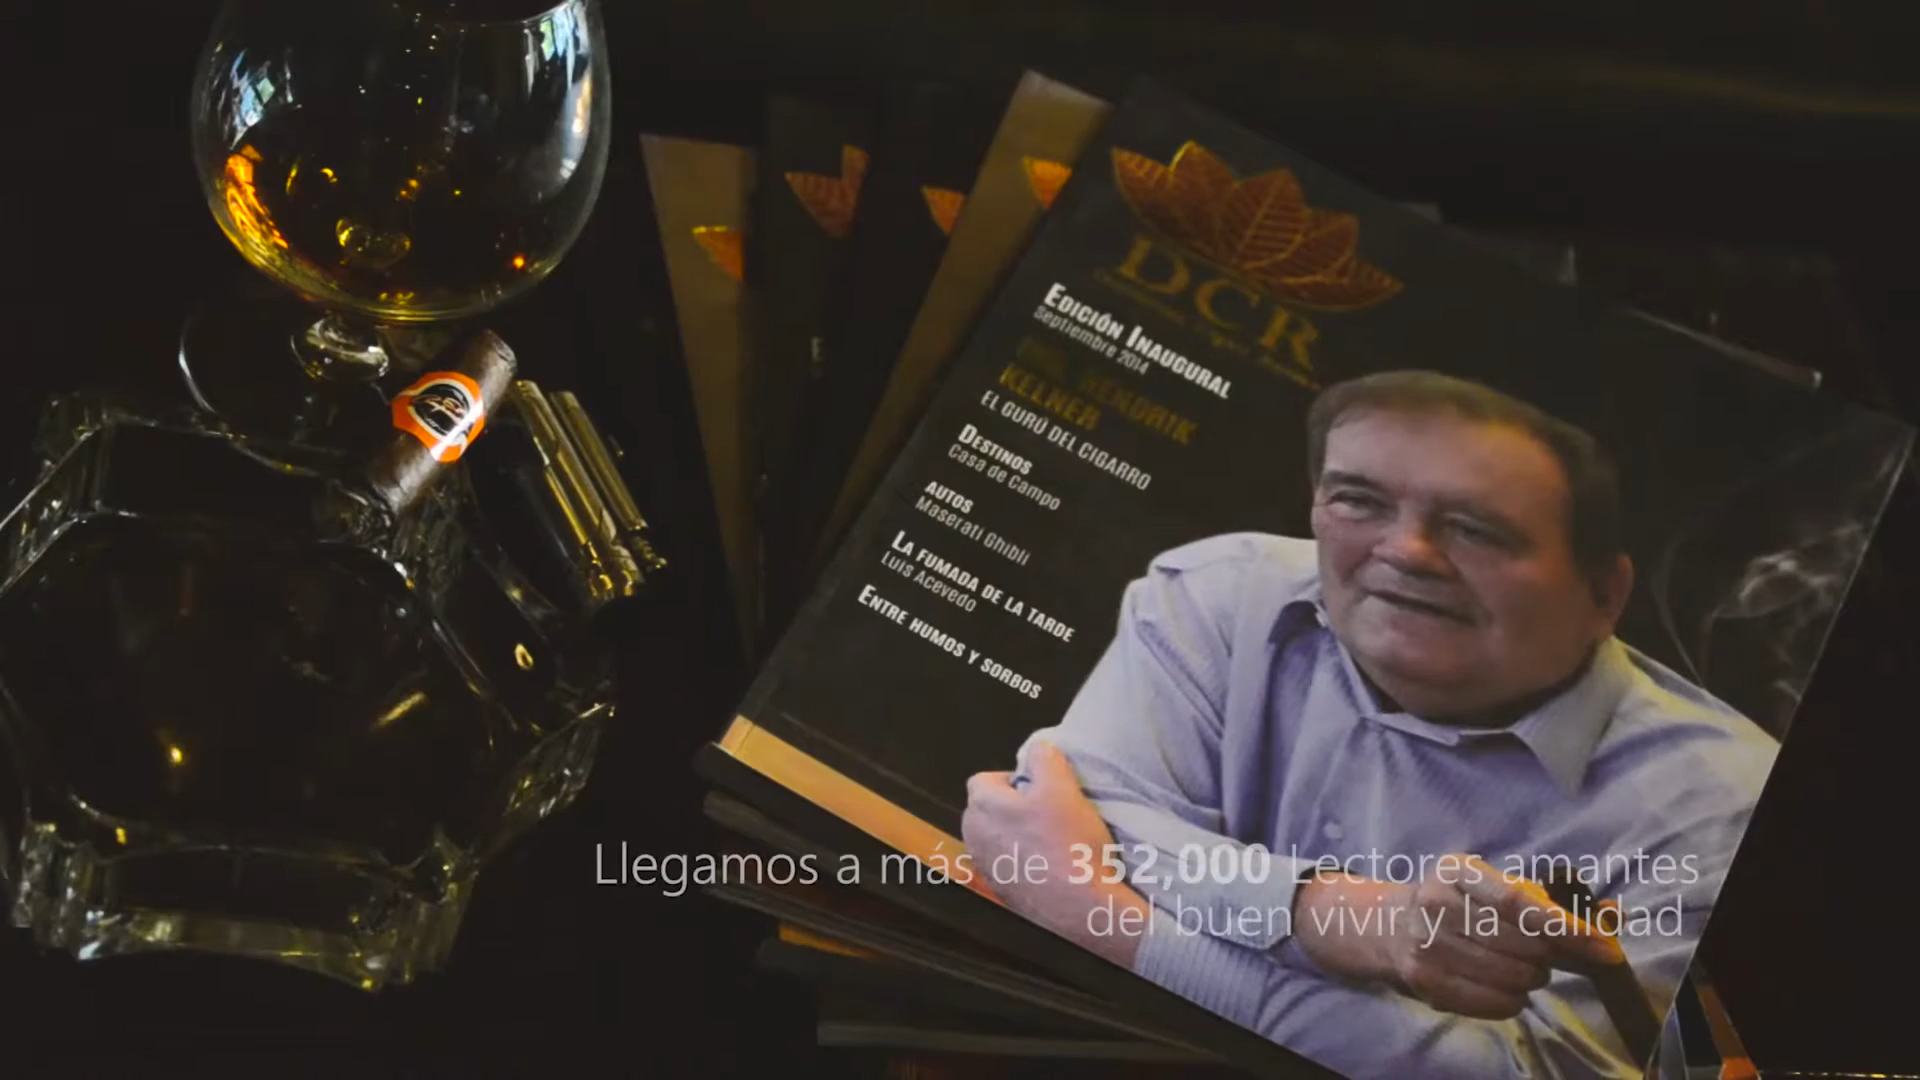 DCR
EDICIÓN INAUGURAL
Septiembre 2014
HENDRIK
KELNER
EL GURÚ DEL CIGARRO
DESTINOS
Casa de Campo
AUTOS
Maserati Ghibli
LA FUMADA DE LA TARDE
Luis Acevedo
ENTRE HUMOS Y SORBOS
Llegamos a más de 352,000 Lectores amantes
del buen vivir y la calidad